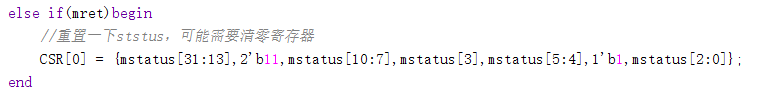 else if(mret)begin
//重置一下ststus，可能需要清零寄存器
CSR[0] = {mstatus[31:13],2'b11,mstatus[10:7],mstatus[3],mstatus[5:4],1'b1,mstatus[2:0]};
end